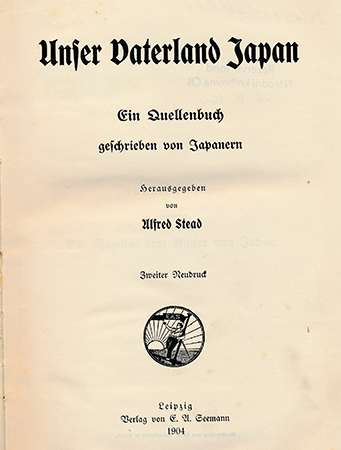 Unſer Vaterland Japan
Ein Quellenbuch
geſchrieben von Japanern
Herausgegeben
von
Alfred Stead
Zweiter Neudruck
EAS
Leipzig
Verlag von E. A. Seemann
1904